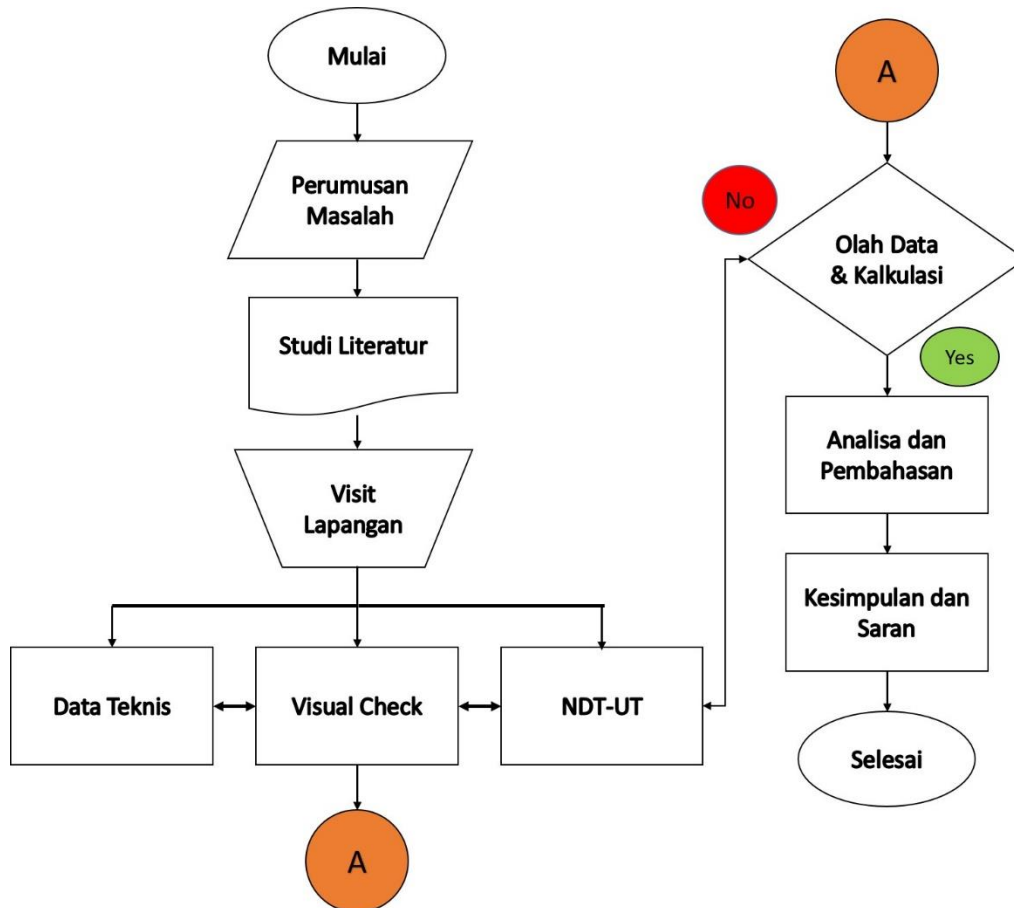 Mulai
Perumusan
Masalah
Studi Literatur
Visit
Lapangan
Data Teknis
Visual Check
NDT-UT
A
A
No
Olah Data
& Kalkulasi
Yes
Analisa dan
Pembahasan
Kesimpulan dan
Saran
Selesai